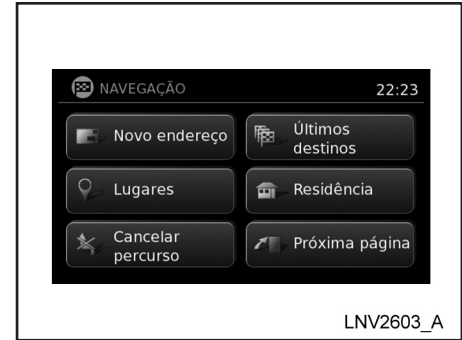 NAVEGAÇÃO 22:23
Novo endereço
Últimos
destinos
Lugares
Residência
Cancelar
percurso
Próxima página
LNV2603_A